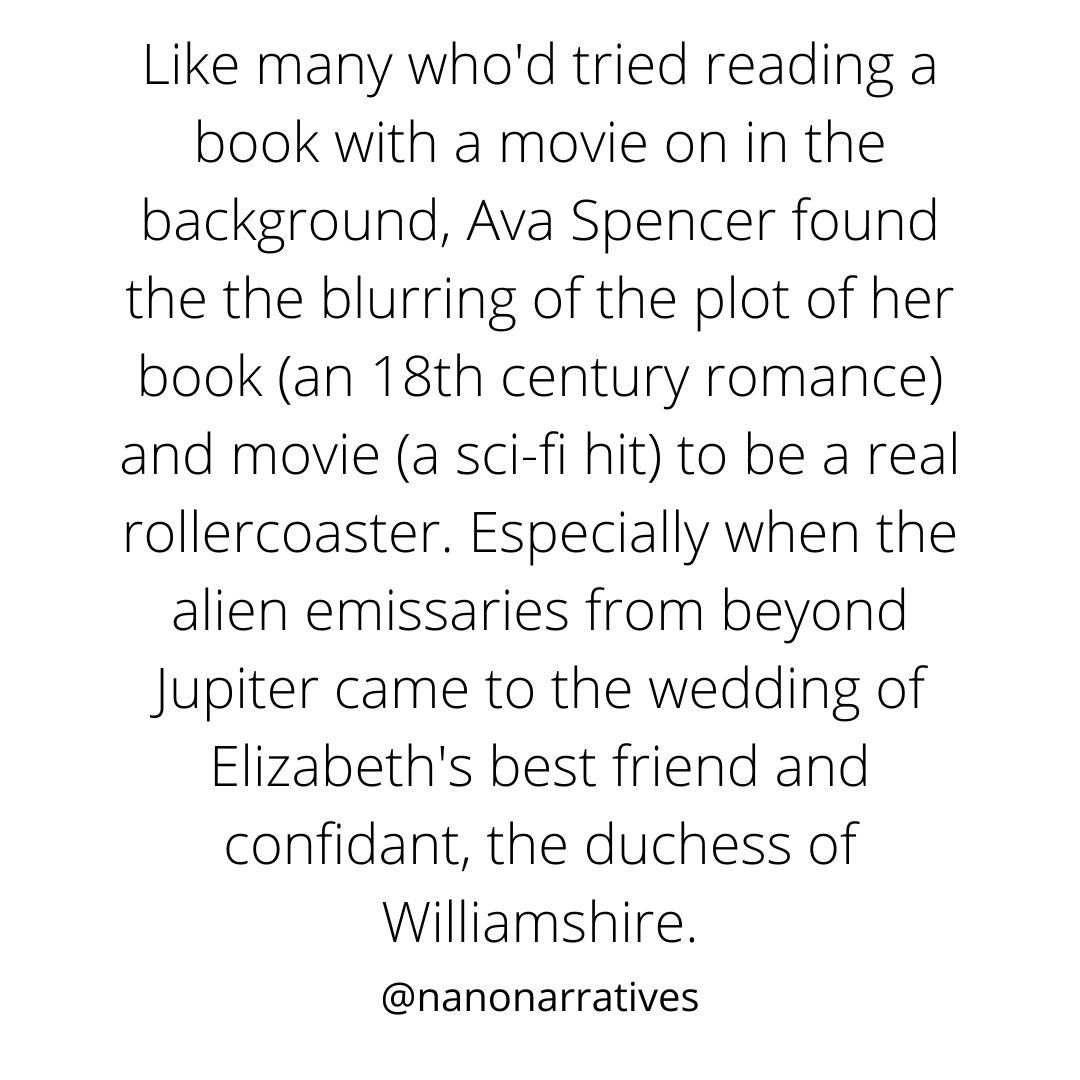 Like many who'd tried reading a
book with a movie on in the
background, Ava Spencer found
the the blurring of the plot of her
book (an 18th century romance)
and movie (a sci-fi hit) to be a real
rollercoaster. Especially when the
alien emissaries from beyond
Jupiter came to the wedding of
Elizabeth's best friend and
confidant, the duchess of
Williamshire.
@nanonarratives